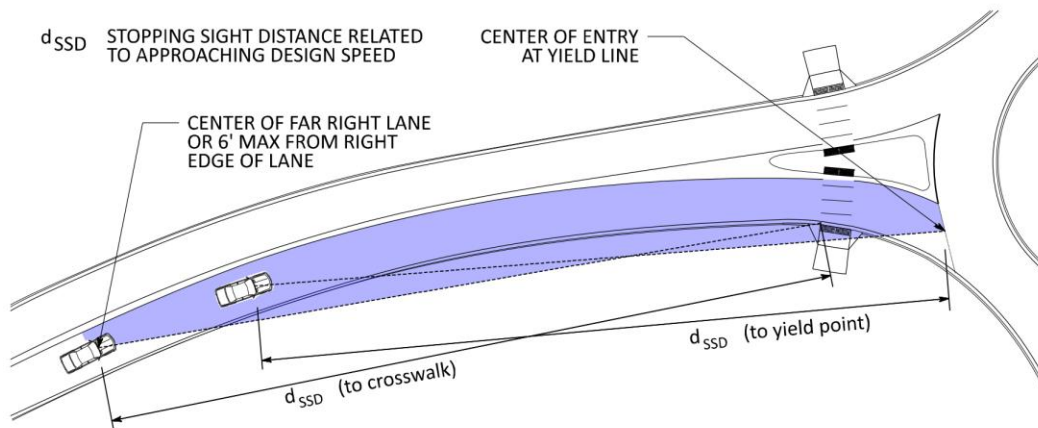 dSSD STOPPING SIGHT DISTANCE RELATED
TO APPROACHING DESIGN SPEED
CENTER OF ENTRY
AT YIELD LINE
CENTER OF FAR RIGHT LANE
OR 6' MAX FROM RIGHT
EDGE OF LANE
dSSD (to yield point)
dSSD (to crosswalk)